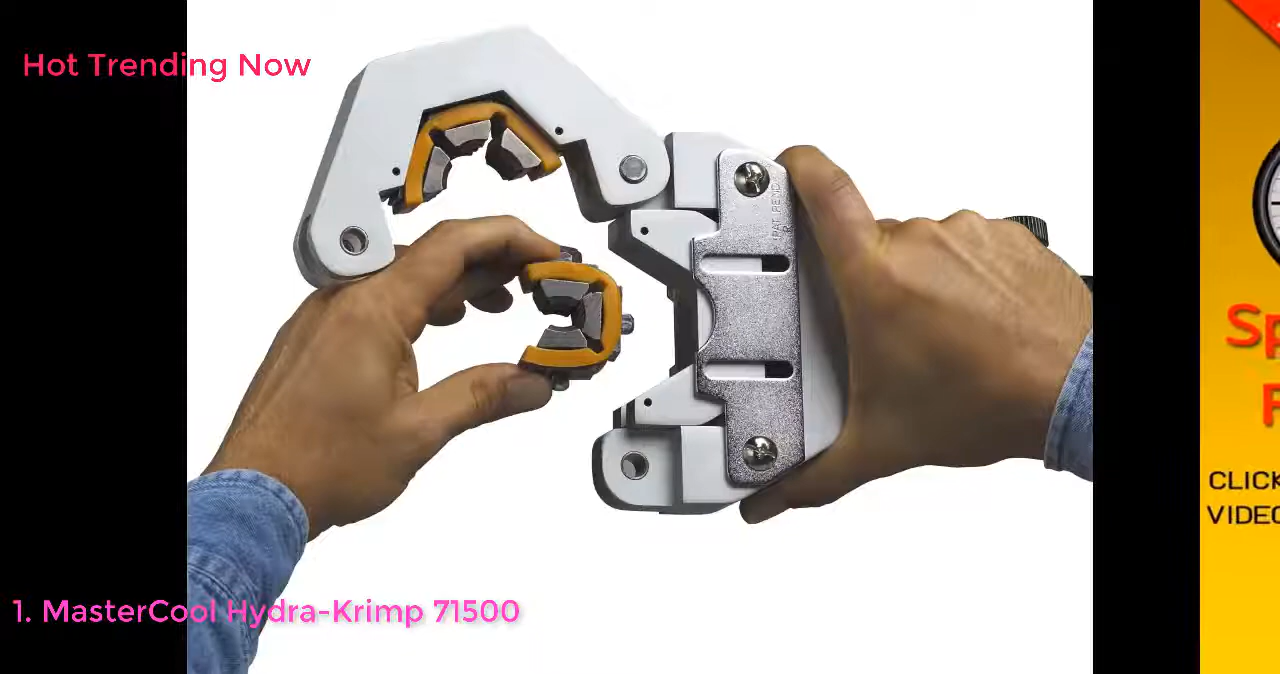 Hot Trending Now
PAT. PEND.
CLICK
VIDEO
1. MasterCool Hydra-Krimp 71500